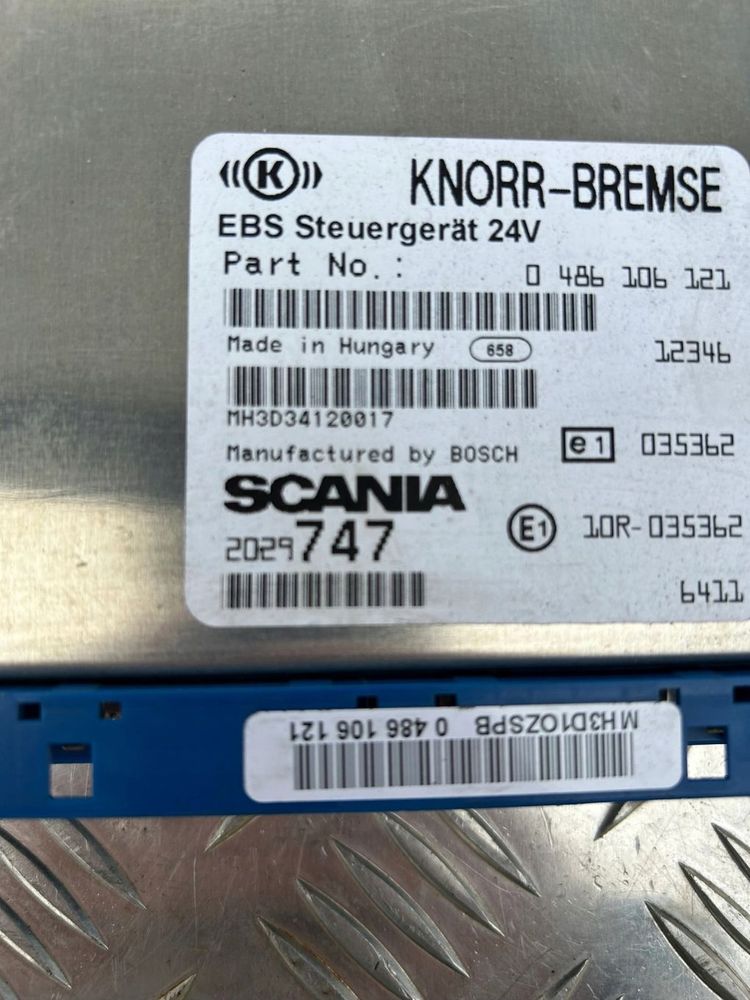 K KNORR-BREMSE
EBS Steuergerät 24V
Part No.: 0 486 106 121
Made in Hungary 658 12346
MH3D34120017
Manufactured by BOSCH e1 035362
SCANIA
2029747 E1 10R-035362
6411
MH3D1OZSPB 0 486 106 121